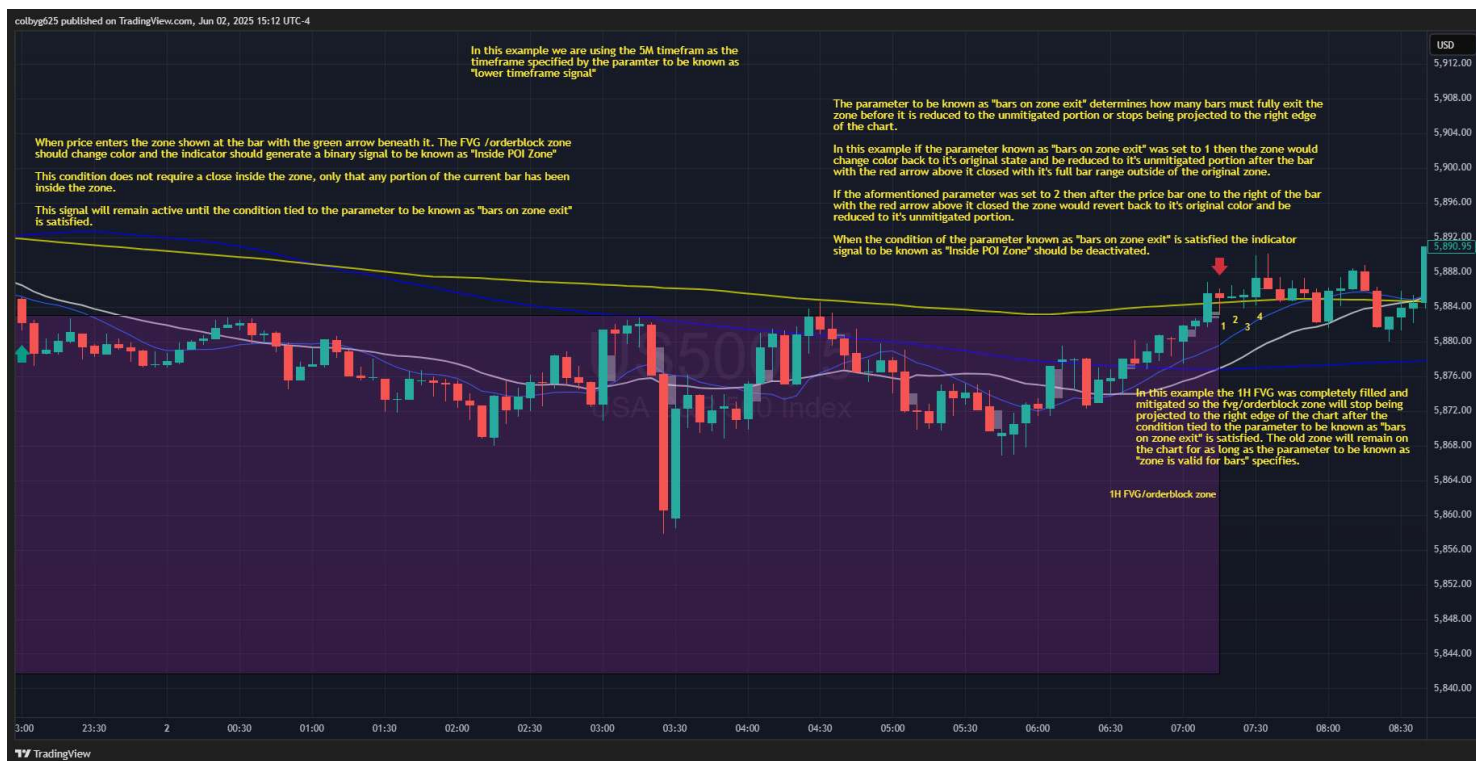 colbyg625 published on TradingView.com, Jun 02, 2025 15:12 UTC-4
In this example we are using the 5M timefram as the
timeframe specified by the paramter to be known as
"lower timeframe signal"
When price enters the zone shown at the bar with the green arrow beneath it. The FVG /orderblock zone
should change color and the indicator should generate a binary signal to be known as "Inside POI Zone"
This condition does not require a close inside the zone, only that any portion of the current bar has been
inside the zone.
This signal will remain active until the condition tied to the parameter to be known as "bars on zone exit"
is satisfied.
The parameter to be known as "bars on zone exit" determines how many bars must fully exit the
zone before it is reduced to the unmitigated portion or stops being projected to the right edge
of the chart.
In this example if the parameter known as "bars on zone exit" was set to 1 then the zone would
change color back to it's original state and be reduced to it's unmitigated portion after the bar
with the red arrow above it closed with it's full bar range outside of the original zone.
If the aformentioned parameter was set to 2 then after the price bar one to the right of the bar
with the red arrow above it closed the zone would revert back to it's original color and be
reduced to it's unmitigated portion.
When the condition of the parameter known as "bars on zone exit" is satisfied the indicator
signal to be known as "Inside POI Zone" should be deactivated.
1 2 3 4
In this example the 1H FVG was completely filled and
mitigated so the fvg/orderblock zone will stop being
projected to the right edge of the chart after the
condition tied to the parameter to be known as "bars
on zone exit" is satisfied. The old zone will remain on
the chart for as long as the parameter to be known as
"zone is valid for bars" specifies.
1H FVG/orderblock zone
USD
5,912.00
5,908.00
5,904.00
5,900.00
5,896.00
5,892.00
5,890.95
5,888.00
5,884.00
5,880.00
5,876.00
5,872.00
5,868.00
5,864.00
5,860.00
5,856.00
5,852.00
5,848.00
5,844.00
5,840.00
3:00 23:30 2 00:30 01:00 01:30 02:00 02:30 03:00 03:30 04:00 04:30 05:00 05:30 06:00 06:30 07:00 07:30 08:00 08:30
TradingView